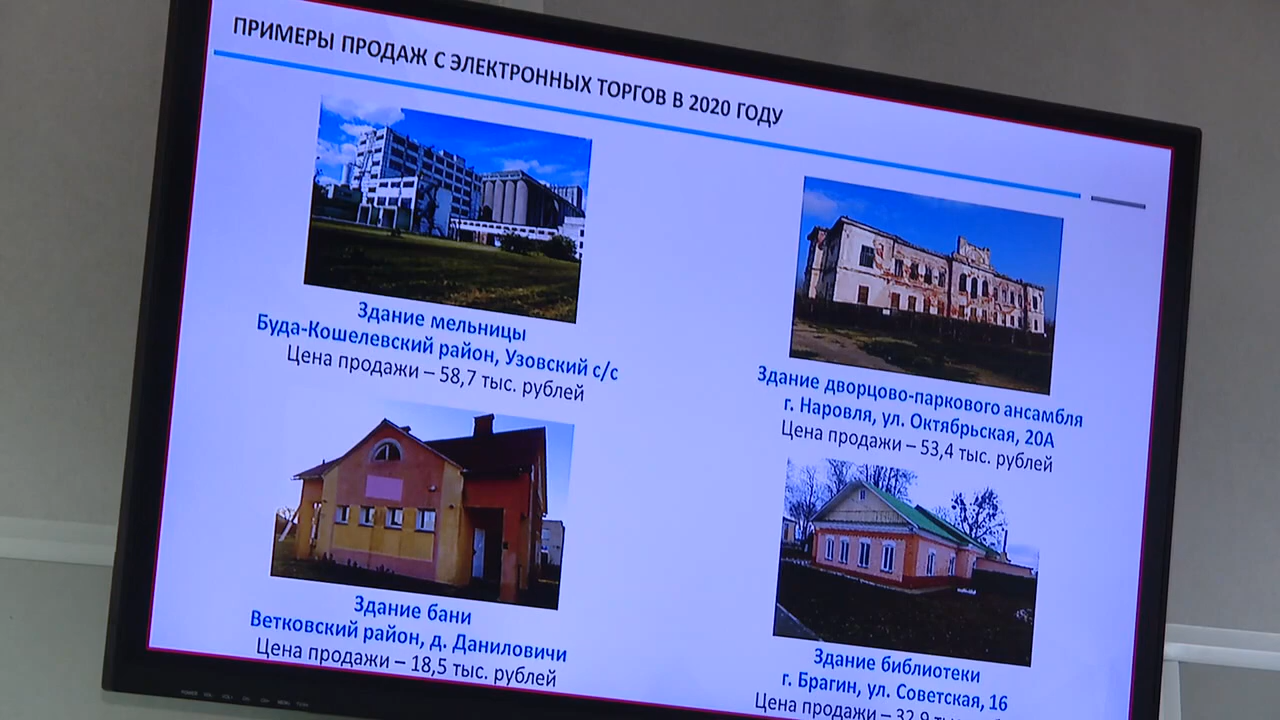 ПРИМЕРЫ ПРОДАЖ С ЭЛЕКТРОННЫХ ТОРГОВ В 2020 ГОДУ
Здание мельницы
Буда-Кошелевский район, Узовский с/с
Цена продажи – 58,7 тыс. рублей
Здание дворцово-паркового ансамбля
г. Наровля, ул. Октябрьская, 20А
Цена продажи – 53,4 тыс. рублей
Здание бани
Ветковский район, д. Даниловичи
Цена продажи – 18,5 тыс. рублей
Здание библиотеки
г. Брагин, ул. Советская, 16
Цена продажи – 32,9 тыс.